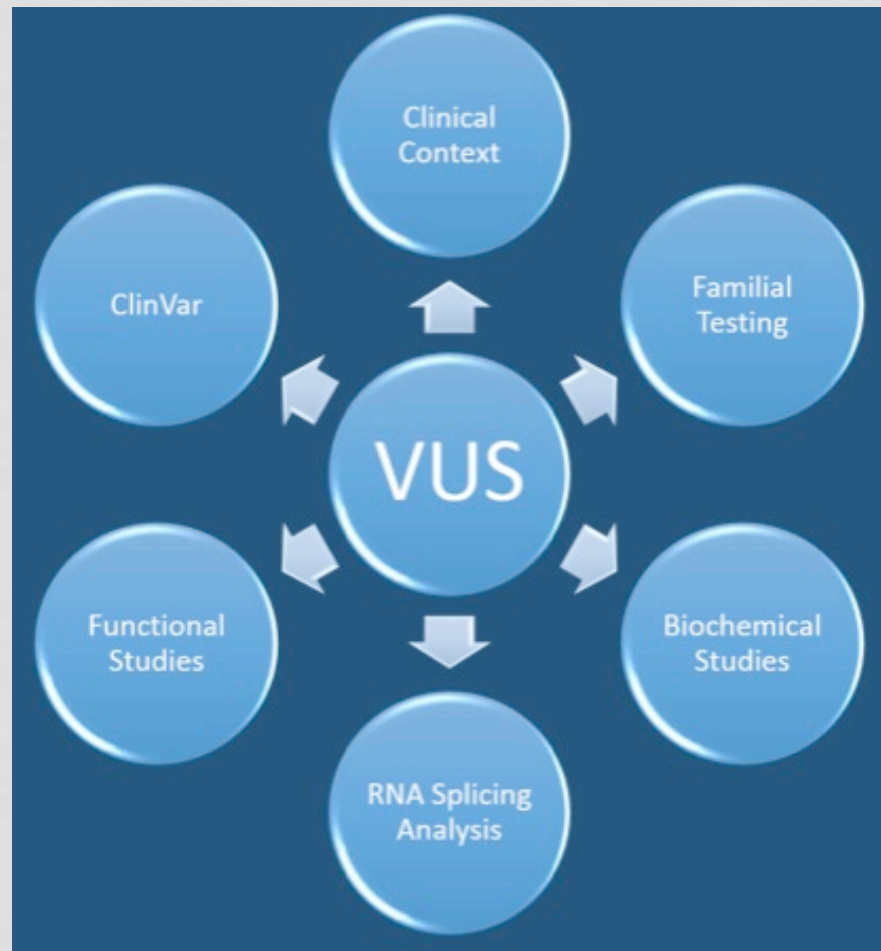 Clinical
Context
ClinVar
Familial
Testing
VUS
Functional
Studies
Biochemical
Studies
RNA Splicing
Analysis